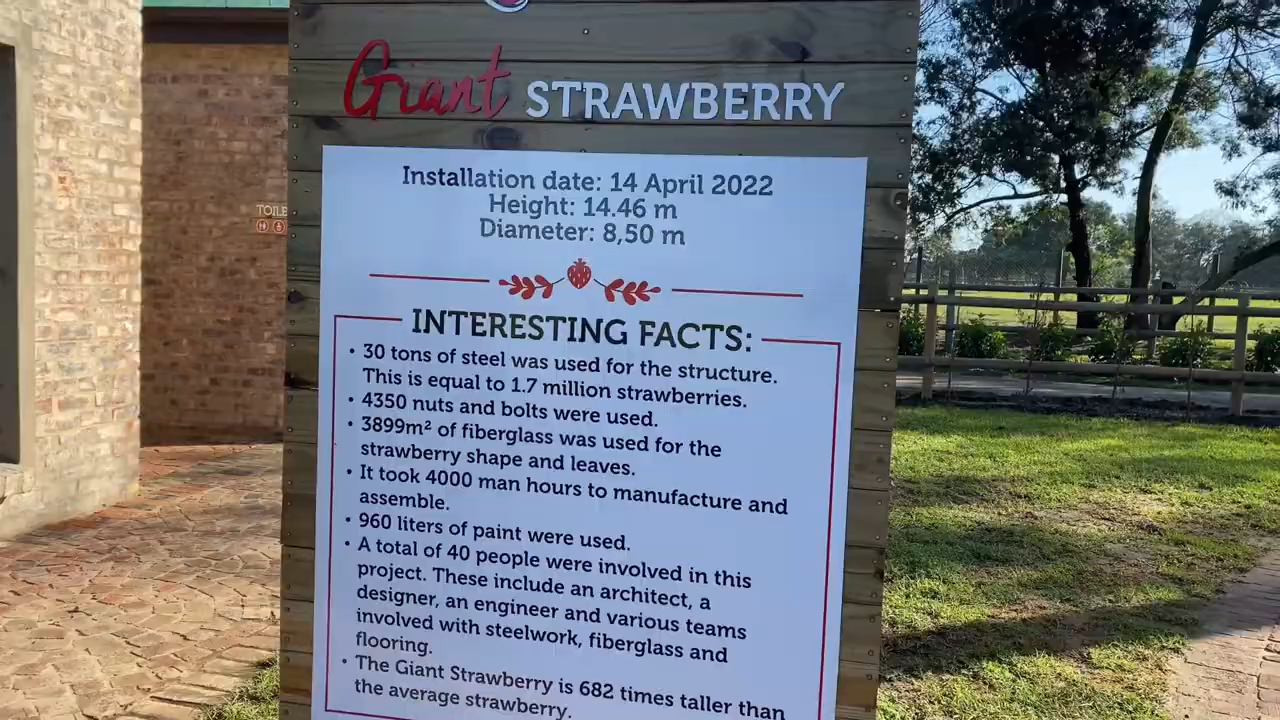 Giant STRAWBERRY
Installation date: 14 April 2022
Height: 14.46 m
Diameter: 8,50 m
INTERESTING FACTS:
• 30 tons of steel was used for the structure.
This is equal to 1.7 million strawberries.
• 4350 nuts and bolts were used.
• 3899m² of fiberglass was used for the
strawberry shape and leaves.
• It took 4000 man hours to manufacture and
assemble.
• 960 liters of paint were used.
• A total of 40 people were involved in this
project. These include an architect, a
designer, an engineer and various teams
involved with steelwork, fiberglass and
flooring.
• The Giant Strawberry is 682 times taller than
the average strawberry.
TOILE